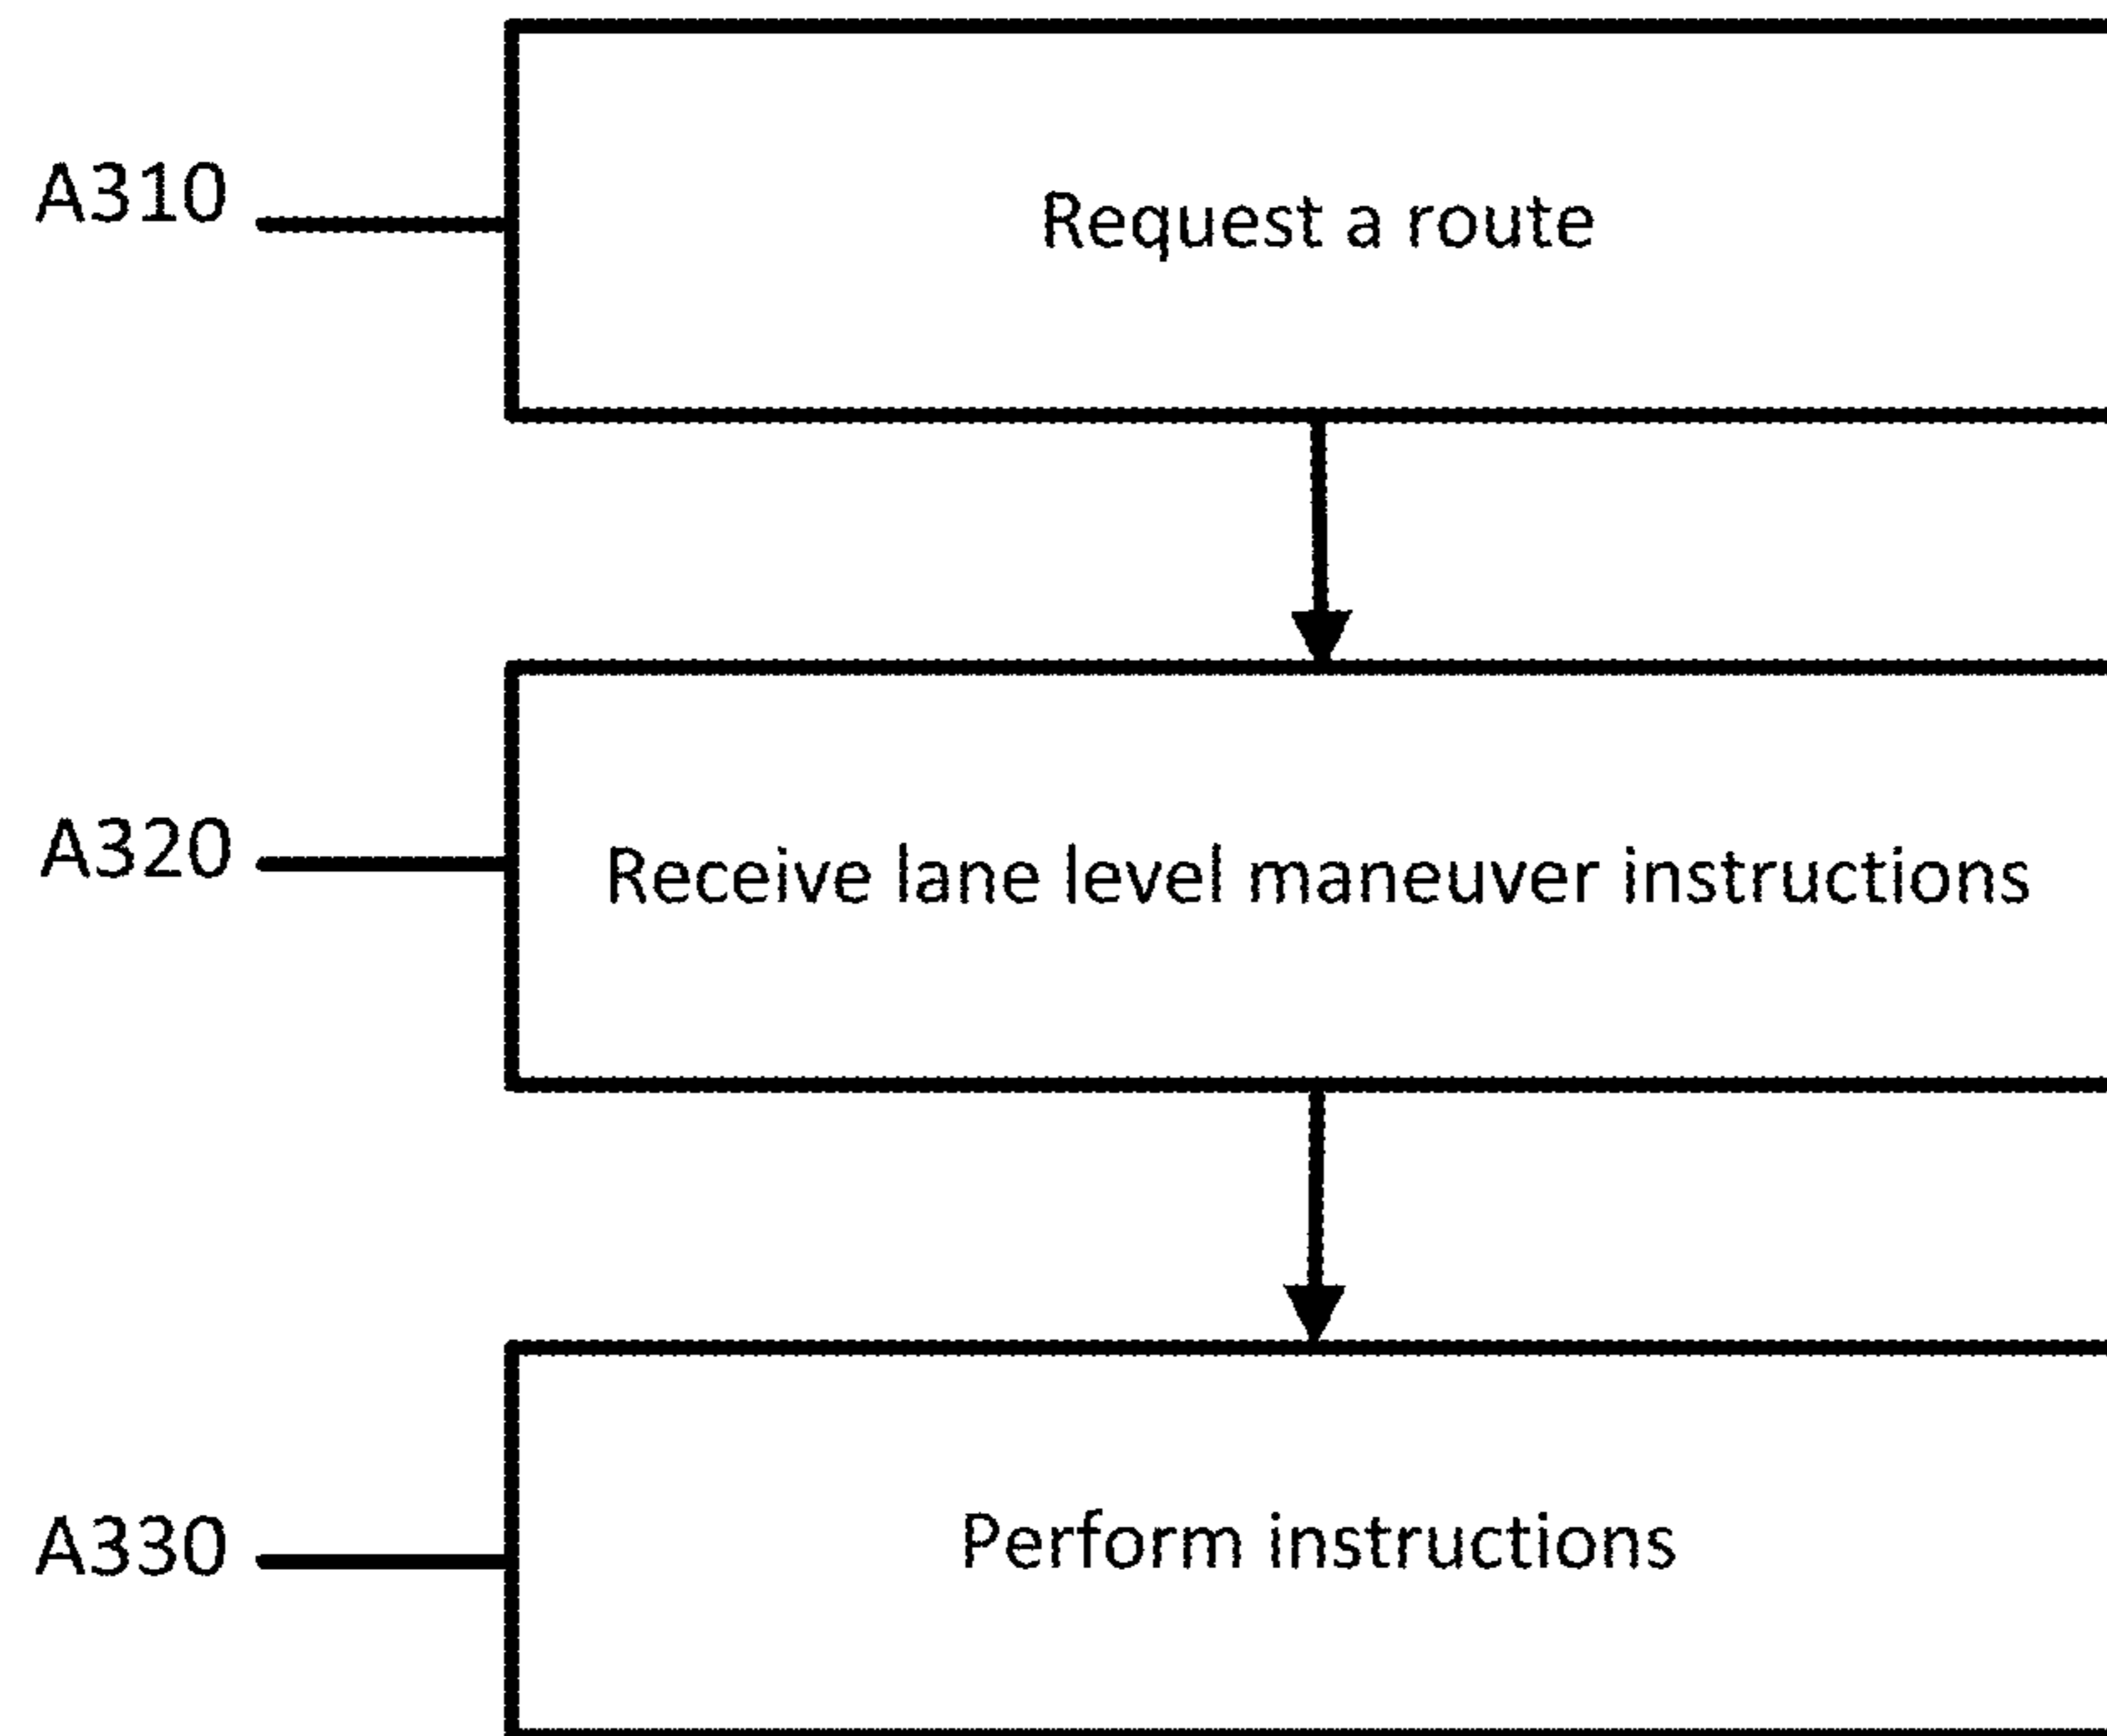 A310
Request a route
A320
Receive lane level maneuver instructions
A330
Perform instructions